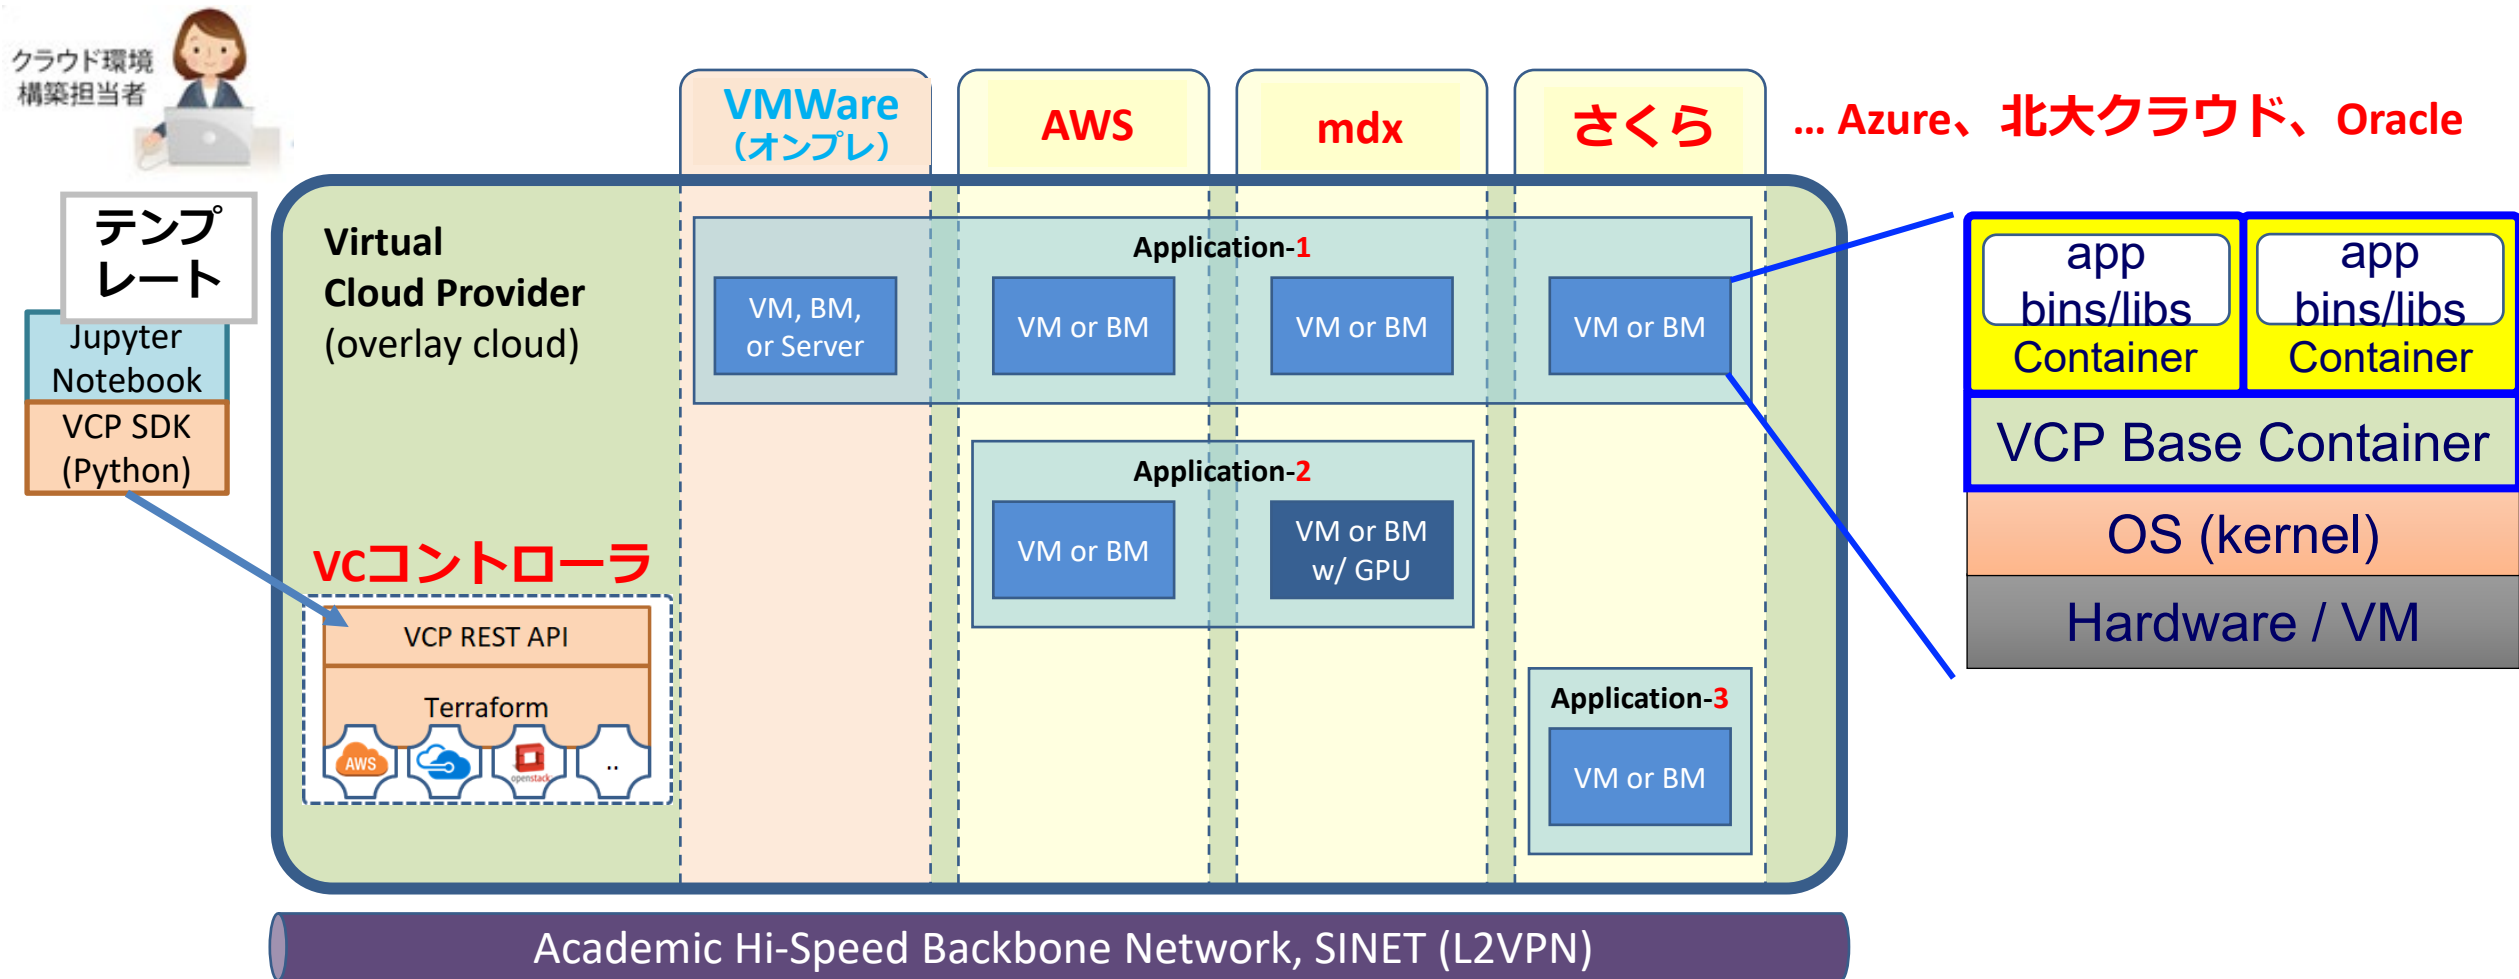 クラウド環境
構築担当者
テンプ
レート
Jupyter
Notebook
VCP SDK
(Python)
VMWare
（オンプレ）
AWS
mdx
さくら
... Azure、北大クラウド、Oracle
Virtual
Cloud Provider
(overlay cloud)
Application-1
VM, BM,
or Server
VM or BM
VM or BM
VM or BM
Application-2
VM or BM
VM or BM
w/ GPU
Application-3
VM or BM
VCコントローラ
VCP REST API
Terraform
AWS
openstack
..
app
bins/libs
Container
app
bins/libs
Container
VCP Base Container
OS (kernel)
Hardware / VM
Academic Hi-Speed Backbone Network, SINET (L2VPN)